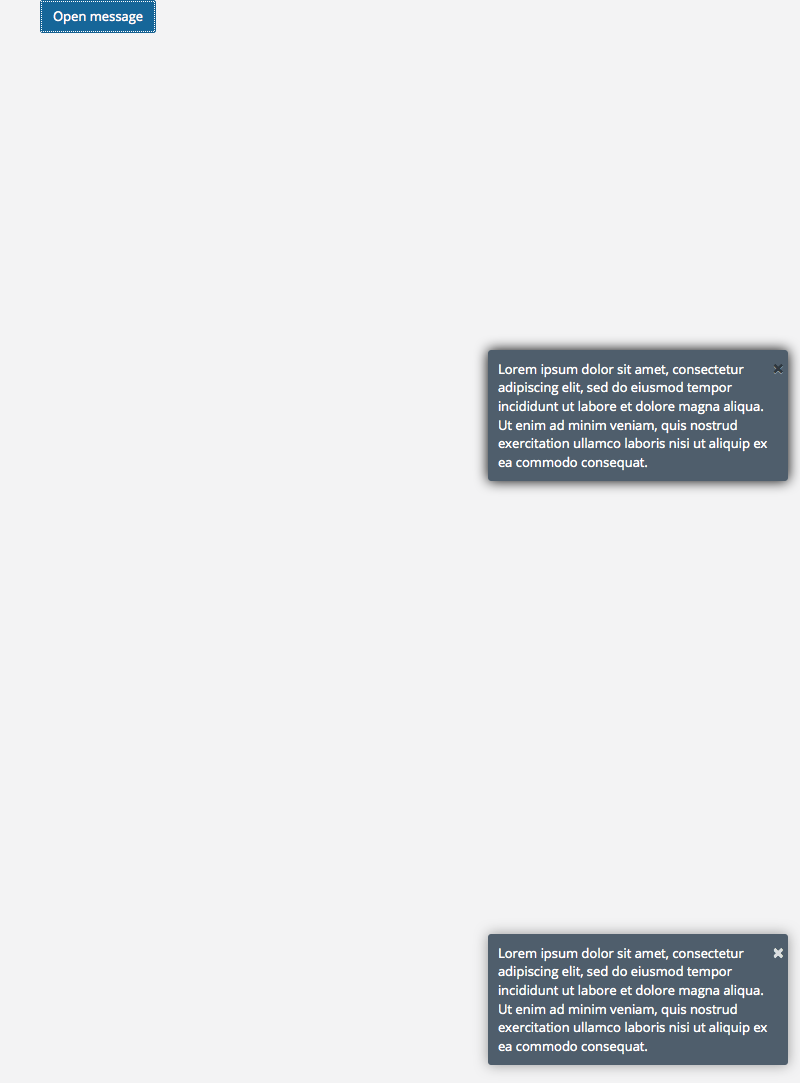 Open message
Lorem ipsum dolor sit amet, consectetur
adipiscing elit, sed do eiusmod tempor
incididunt ut labore et dolore magna aliqua.
Ut enim ad minim veniam, quis nostrud
exercitation ullamco laboris nisi ut aliquip ex
ea commodo consequat.
Lorem ipsum dolor sit amet, consectetur
adipiscing elit, sed do eiusmod tempor
incididunt ut labore et dolore magna aliqua.
Ut enim ad minim veniam, quis nostrud
exercitation ullamco laboris nisi ut aliquip ex
ea commodo consequat.